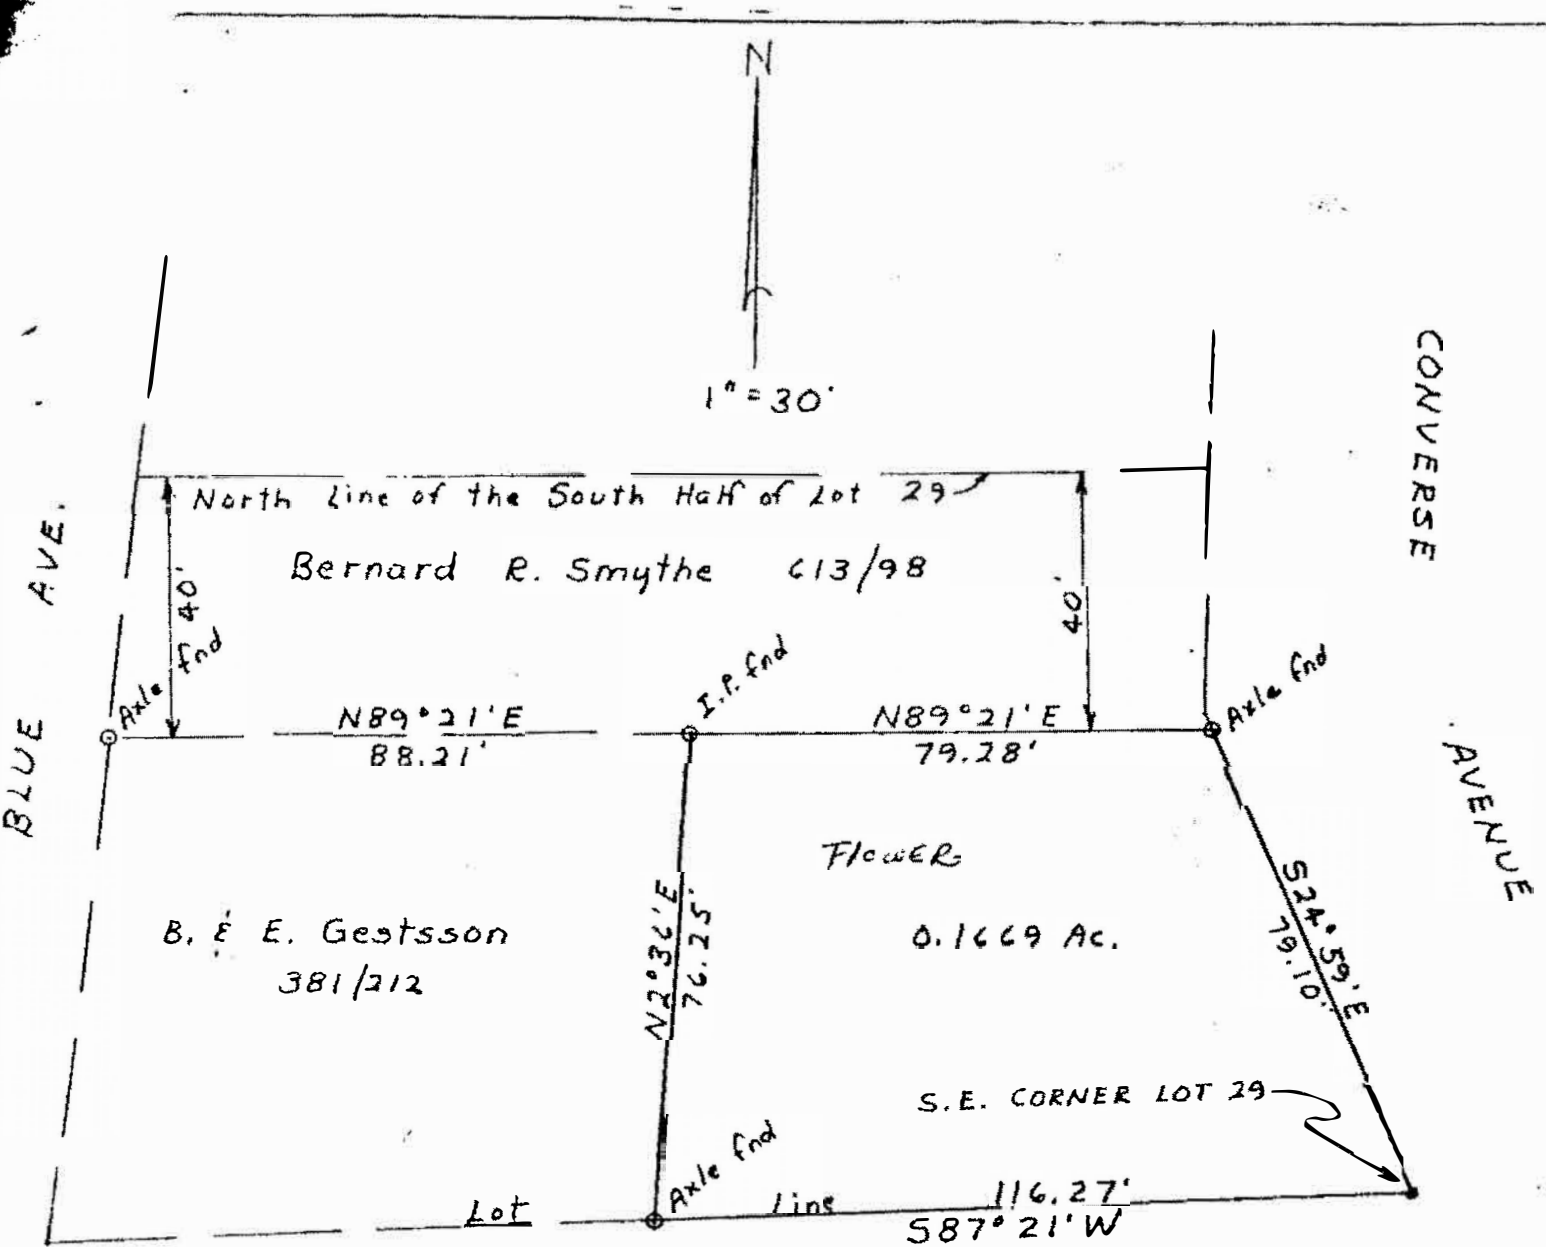 N
1" = 30'
North Line of the South Half of Lot 29
Bernard R. Smythe 613/98
BLUE AVE.
CONVERSE AVENUE
40'
40'
Axle fnd
I.P. fnd
Axle fnd
N89°21'E
88.21'
N89°21'E
79.28'
FlowER
B. & E. Gestsson
381/212
0.1669 Ac.
N2°36'E
76.25'
S24°59'E
79.10'
S.E. CORNER LOT 29
Axle fnd
Lot Line
116.27'
S87°21'W